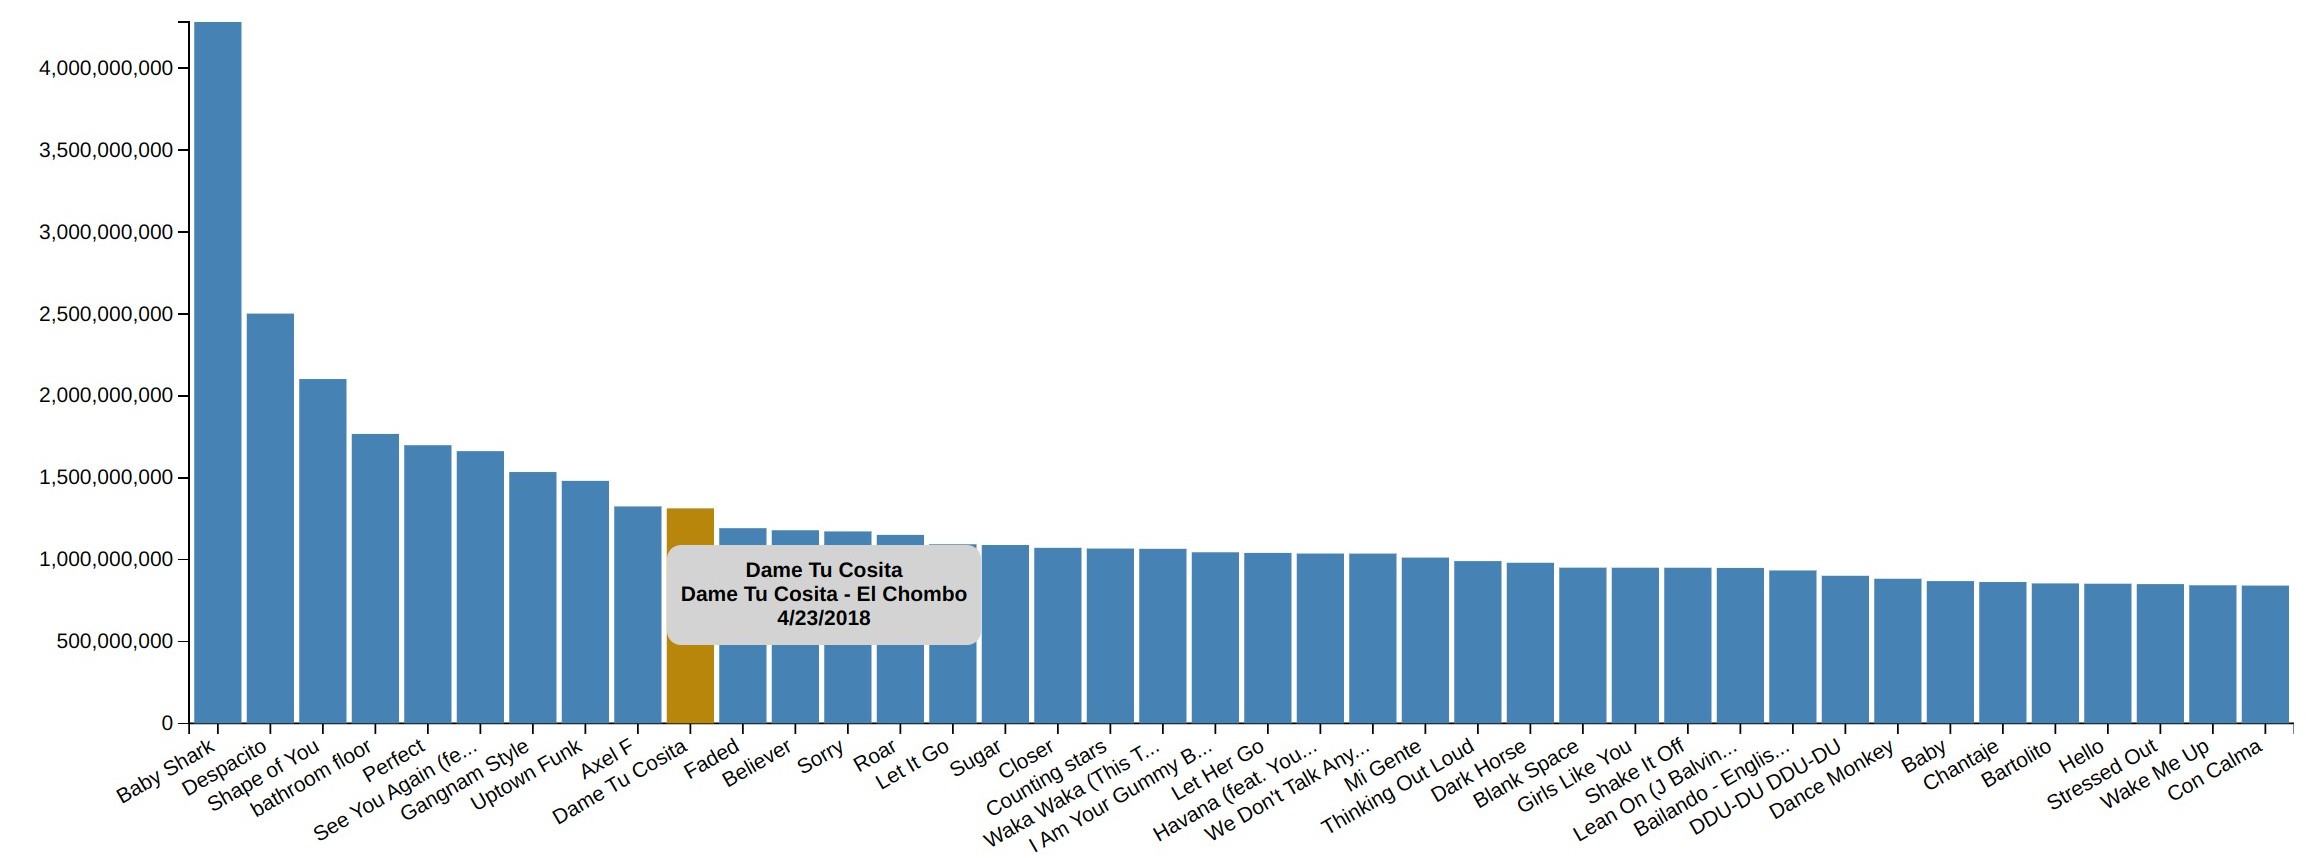 4,000,000,000
3,500,000,000
3,000,000,000
2,500,000,000
2,000,000,000
1,500,000,000
1,000,000,000
500,000,000
0
Dame Tu Cosita
Dame Tu Cosita - El Chombo
4/23/2018
Baby Shark
Despacito
Shape of You
bathroom floor
Perfect
See You Again (fe...
Gangnam Style
Uptown Funk
Axel F
Dame Tu Cosita
Faded
Believer
Sorry
Roar
Let It Go
Sugar
Closer
Counting stars
Waka Waka (This T...
I Am Your Gummy B...
Let Her Go
Havana (feat. You...
We Don't Talk Any...
Mi Gente
Thinking Out Loud
Dark Horse
Blank Space
Girls Like You
Shake It Off
Lean On (J Balvin...
Bailando - Englis...
DDU-DU DDU-DU
Dance Monkey
Baby
Chantaje
Bartolito
Hello
Stressed Out
Wake Me Up
Con Calma